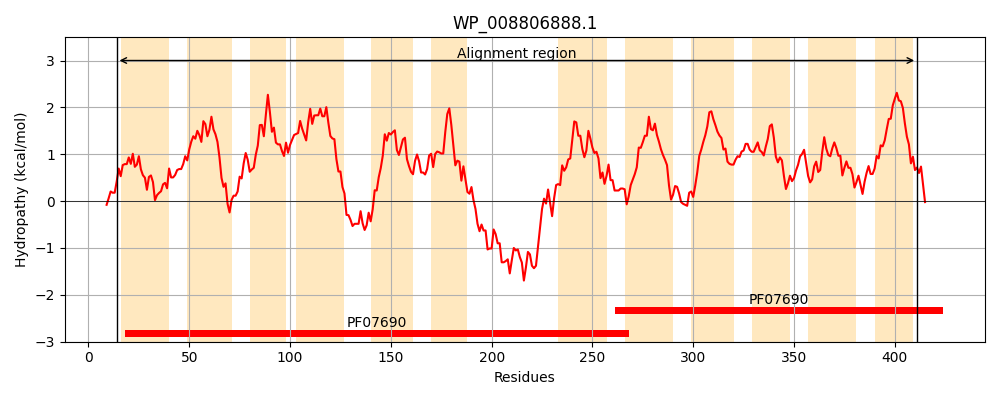 WP_008806888.1
Alignment region
Hydropathy (kcal/mol)
3
2
1
0
−1
−2
−3
PF07690
PF07690
0 50 100 150 200 250 300 350 400
Residues